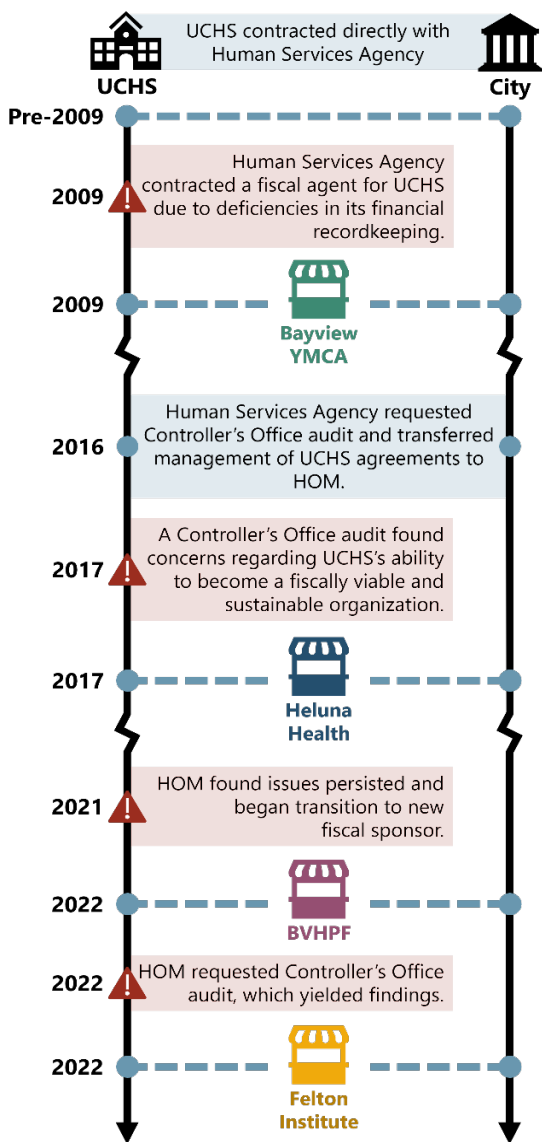 UCHS contracted directly with
Human Services Agency
UCHS
City
Pre-2009
2009
Human Services Agency
contracted a fiscal agent for UCHS
due to deficiencies in its financial
recordkeeping.
2009
Bayview
YMCA
2016
Human Services Agency requested
Controller's Office audit and transferred
management of UCHS agreements to
HOM.
2017
A Controller's Office audit found
concerns regarding UCHS's ability
to become a fiscally viable and
sustainable organization.
2017
Heluna
Health
2021
HOM found issues persisted and
began transition to new
fiscal sponsor.
2022
BVHPF
2022
HOM requested Controller's Office
audit, which yielded findings.
2022
Felton
Institute